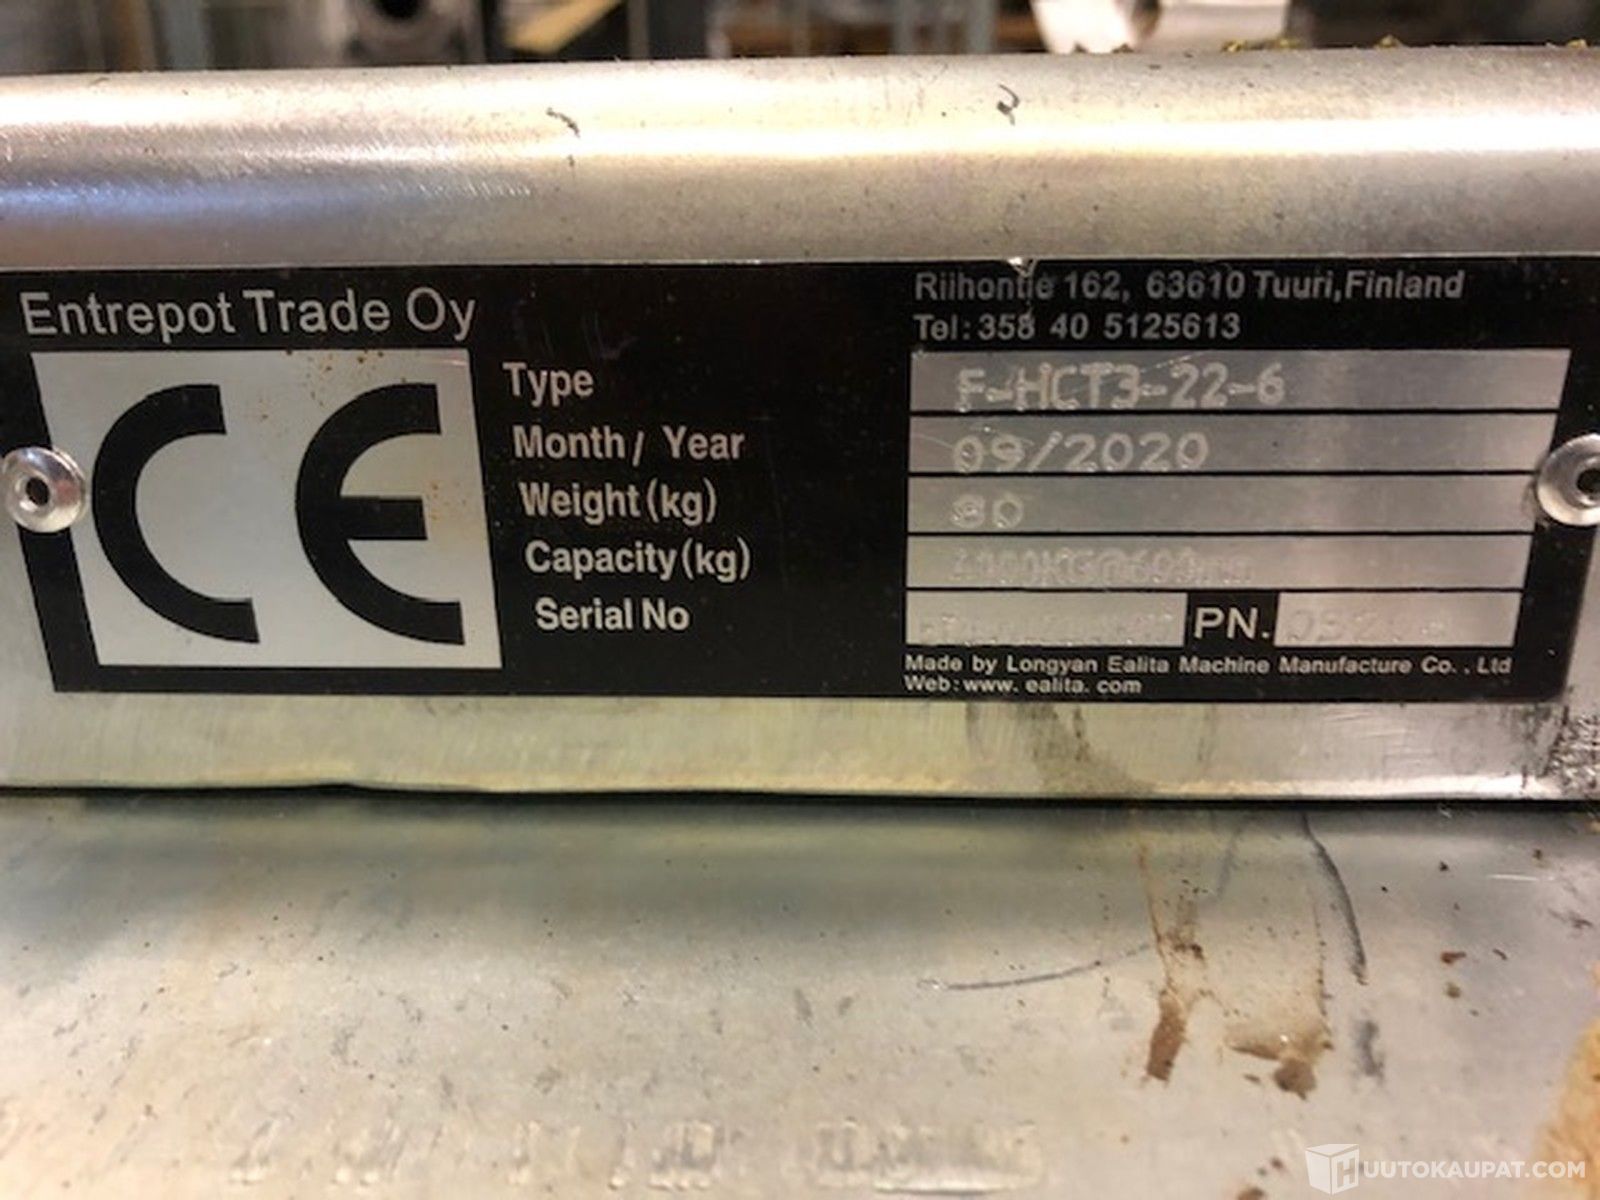 Entrepot Trade Oy
Riihontie 162, 63610 Tuuri,Finland
Tel: 358 40 5125613
CE
Type F-HCT3-22-6
Month/ Year 09/2020
Weight(kg)
Capacity(kg)
Serial No PN.
Made by Longyan Ealita Machine Manufacture Co. . Ltd
Web:www. ealita. com
HUUTOKAUPAT.COM